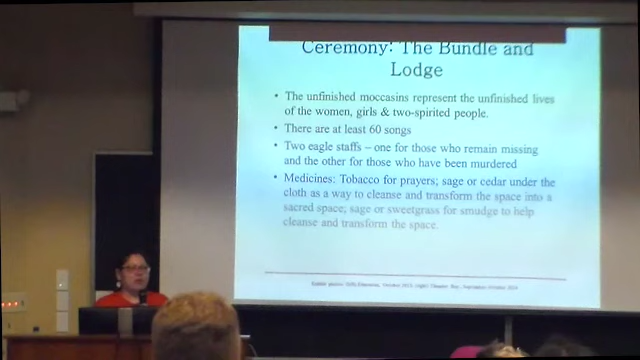 Ceremony: The Bundle and
Lodge
• The unfinished moccasins represent the unfinished lives
of the women, girls & two-spirited people.
• There are at least 60 songs
• Two eagle staffs – one for those who remain missing
and the other for those who have been murdered
• Medicines: Tobacco for prayers; sage or cedar under the
cloth as a way to cleanse and transform the space into a
sacred space; sage or sweetgrass for smudge to help
cleanse and transform the space.